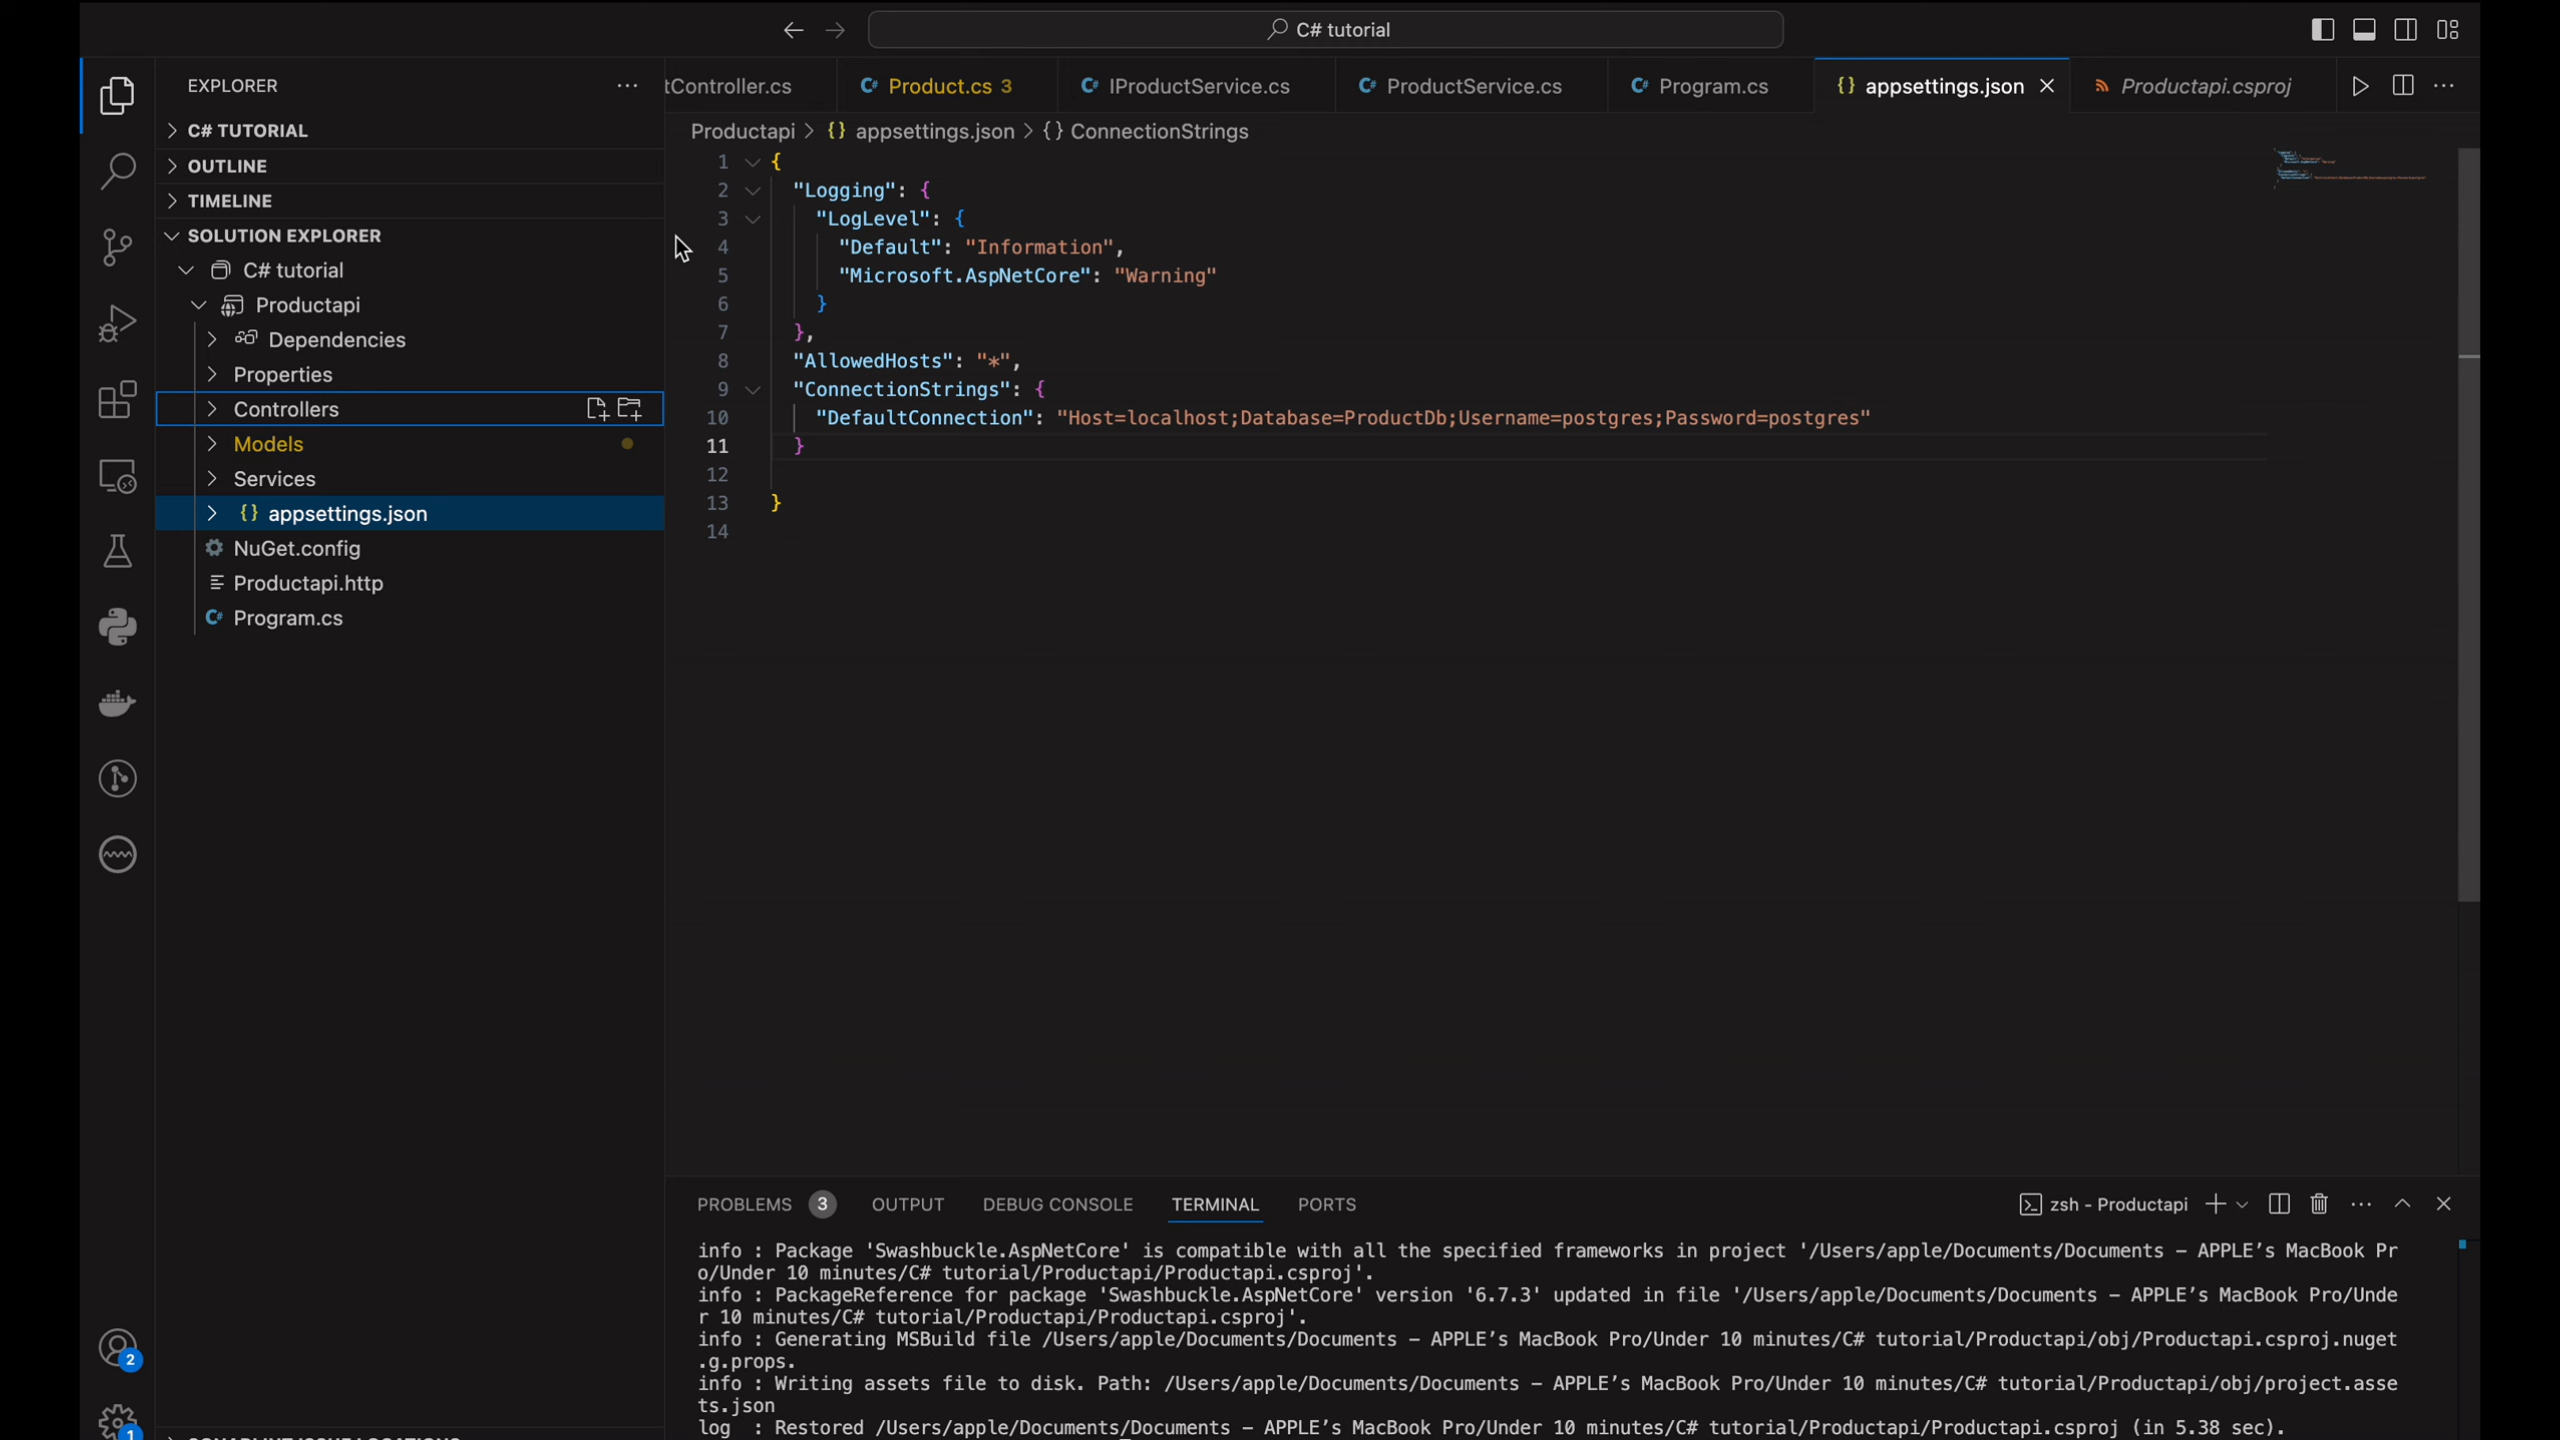 C# tutorial
EXPLORER
C# TUTORIAL
OUTLINE
TIMELINE
SOLUTION EXPLORER
C# tutorial
Productapi
Dependencies
Properties
Controllers
Models
Services
{} appsettings.json
NuGet.config
Productapi.http
C# Program.cs
2
1
tController.cs
C# Product.cs 3
C# IProductService.cs
C# ProductService.cs
C# Program.cs
{} appsettings.json
Productapi.csproj
Productapi > {} appsettings.json > {} ConnectionStrings
1 {
2 "Logging": {
3 "LogLevel": {
4 "Default": "Information",
5 "Microsoft.AspNetCore": "Warning"
6 }
7 },
8 "AllowedHosts": "*",
9 "ConnectionStrings": {
10 "DefaultConnection": "Host=localhost;Database=ProductDb;Username=postgres;Password=postgres"
11 }
12
13 }
14
PROBLEMS 3 OUTPUT DEBUG CONSOLE TERMINAL PORTS
zsh - Productapi
info : Package 'Swashbuckle.AspNetCore' is compatible with all the specified frameworks in project '/Users/apple/Documents/Documents – APPLE’s MacBook Pr
o/Under 10 minutes/C# tutorial/Productapi/Productapi.csproj'.
info : PackageReference for package 'Swashbuckle.AspNetCore' version '6.7.3' updated in file '/Users/apple/Documents/Documents – APPLE’s MacBook Pro/Unde
r 10 minutes/C# tutorial/Productapi/Productapi.csproj'.
info : Generating MSBuild file /Users/apple/Documents/Documents – APPLE’s MacBook Pro/Under 10 minutes/C# tutorial/Productapi/obj/Productapi.csproj.nuget
.g.props.
info : Writing assets file to disk. Path: /Users/apple/Documents/Documents – APPLE’s MacBook Pro/Under 10 minutes/C# tutorial/Productapi/obj/project.asse
ts.json
log : Restored /Users/apple/Documents/Documents – APPLE’s MacBook Pro/Under 10 minutes/C# tutorial/Productapi/Productapi.csproj (in 5.38 sec).